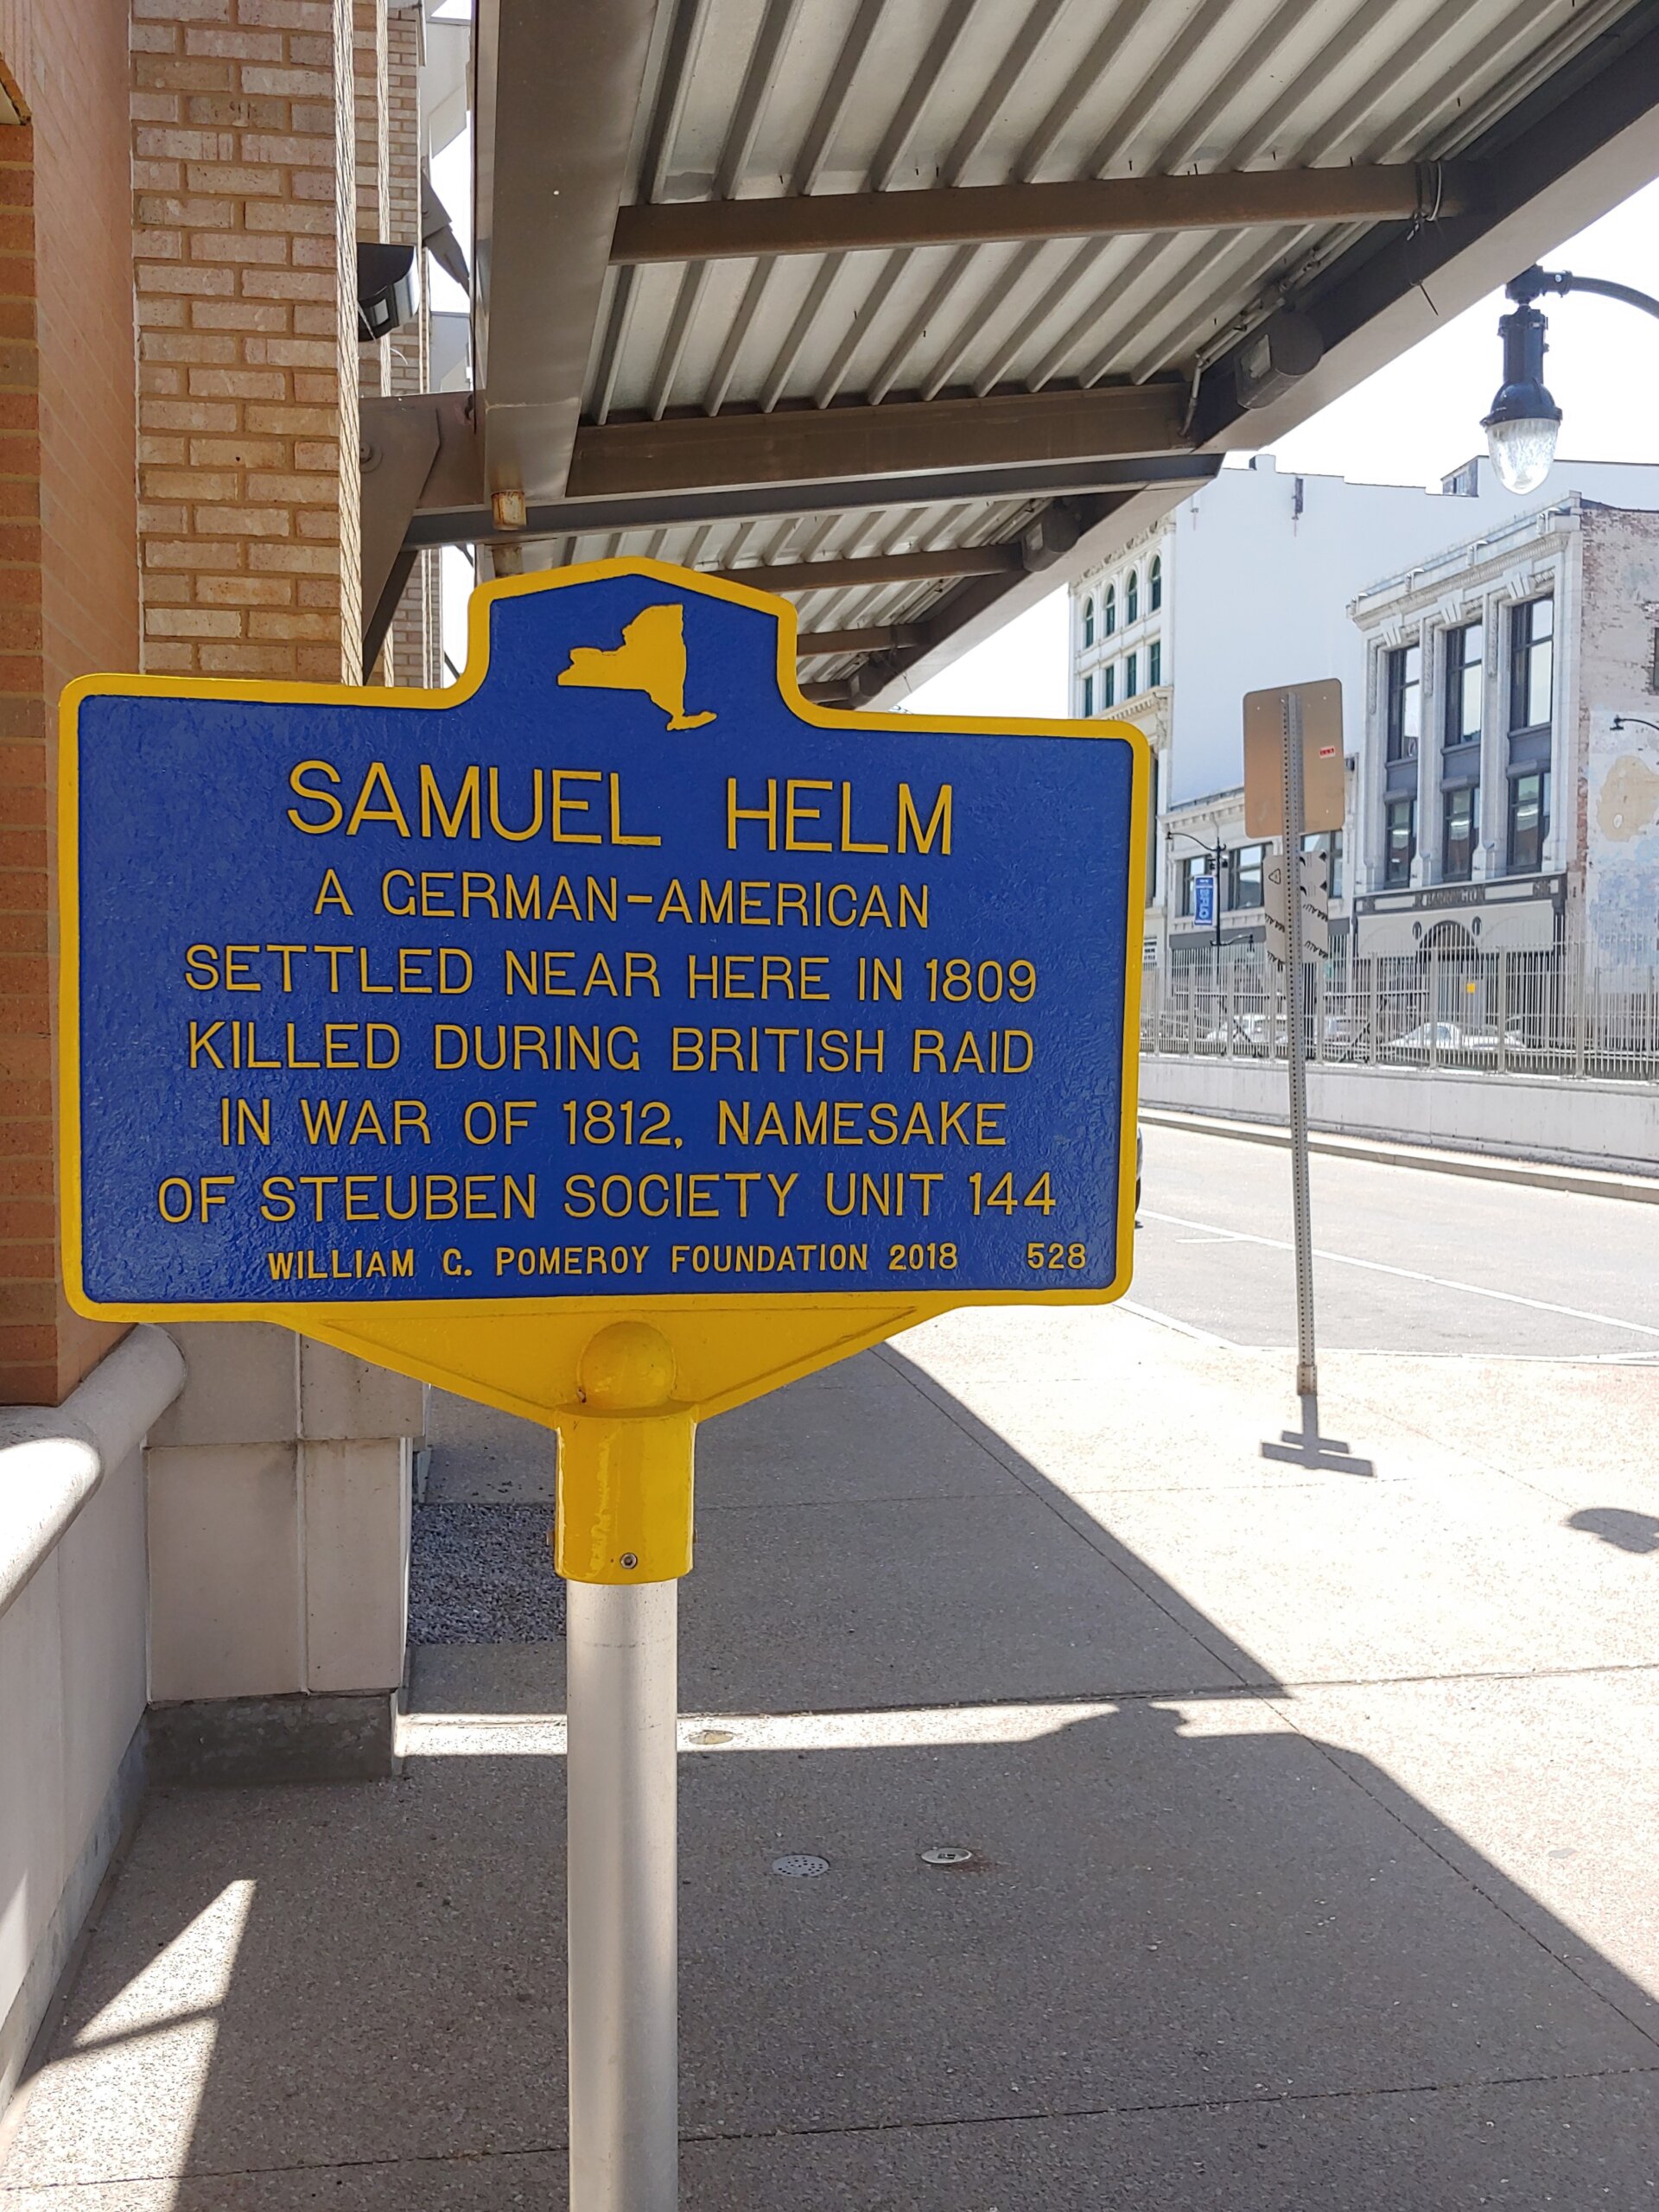 SAMUEL HELM
A GERMAN-AMERICAN
SETTLED NEAR HERE IN 1809
KILLED DURING BRITISH RAID
IN WAR OF 1812, NAMESAKE
OF STEUBEN SOCIETY UNIT 144
WILLIAM G. POMEROY FOUNDATION 2018 528
HARRINGTON